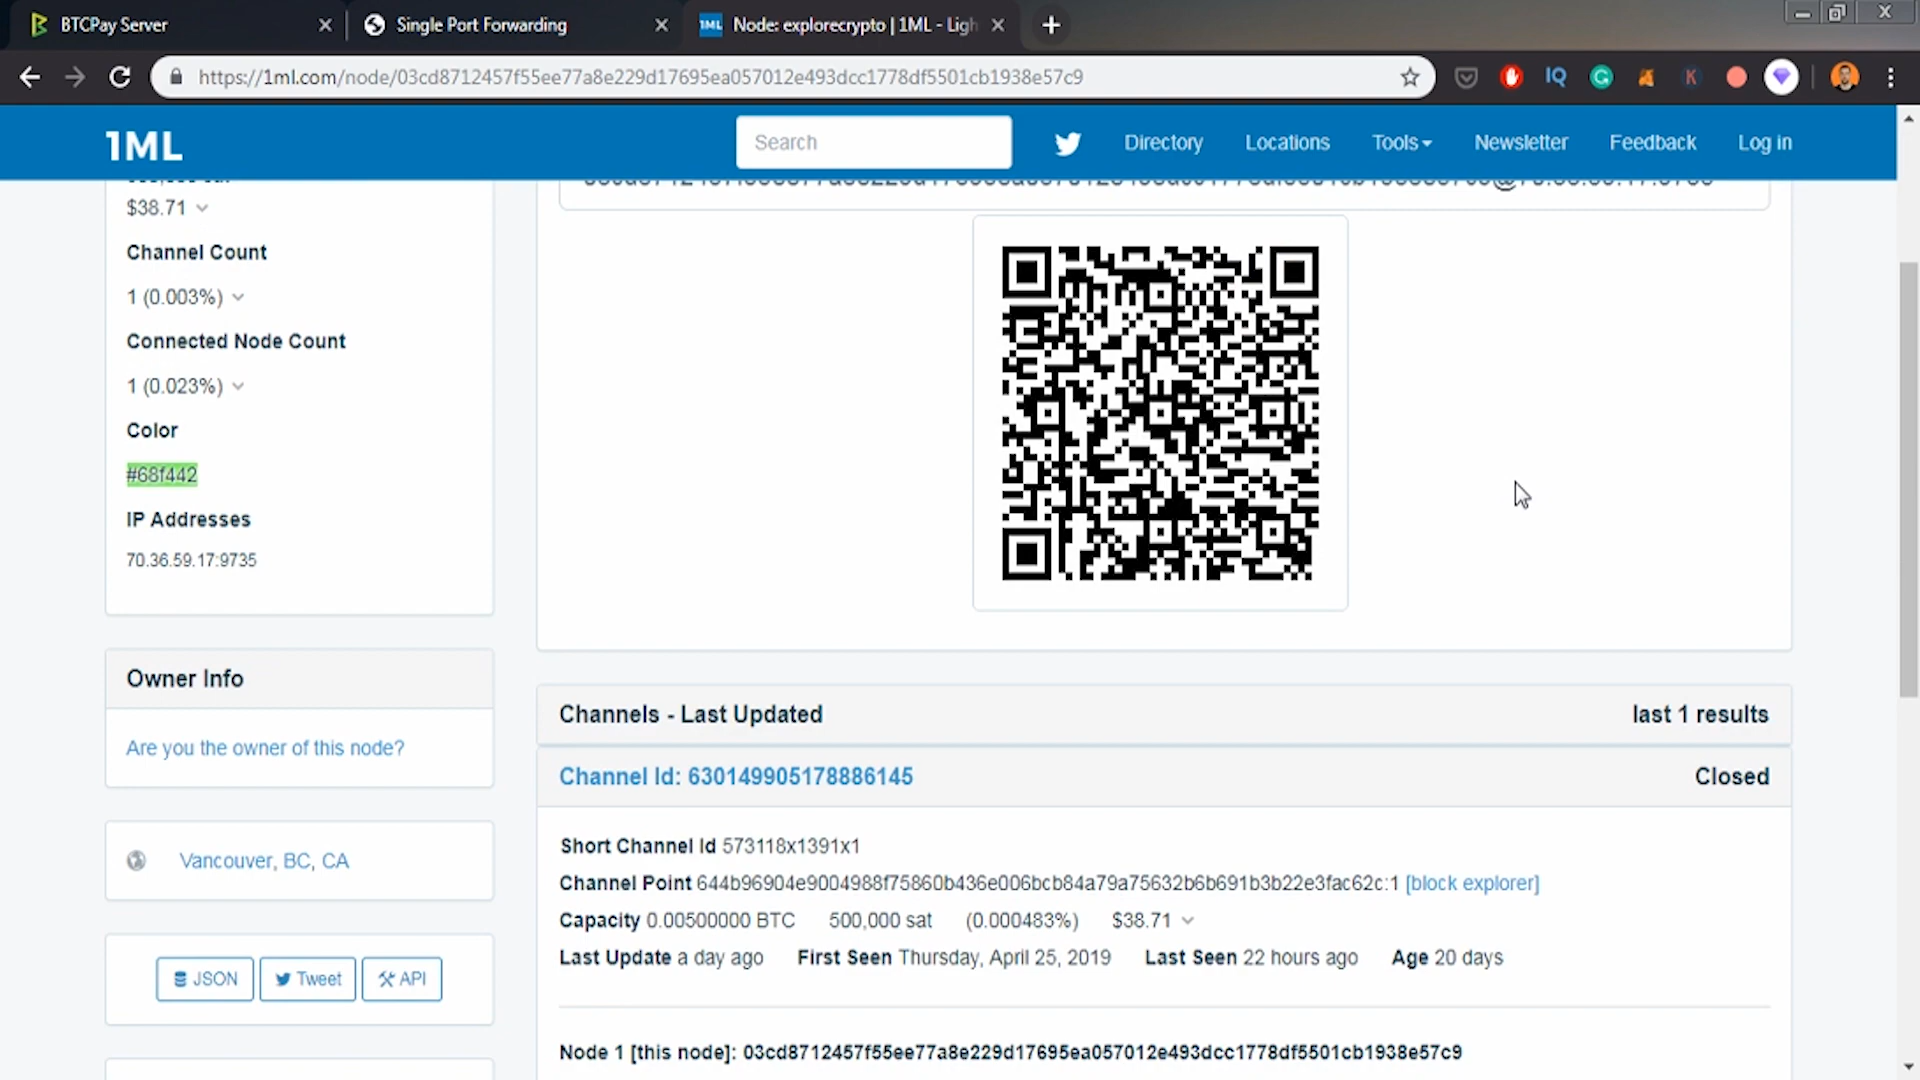 BTCPay Server
Single Port Forwarding
1ML
Node: explorecrypto | 1ML - Ligh
https://1ml.com/node/03cd8712457f55ee77a8e229d17695ea057012e493dcc1778df5501cb1938e57c9
IQ
K
1ML
Search
Directory
Locations
Tools
Newsletter
Feedback
Log in
$38.71
Channel Count
1 (0.003%)
Connected Node Count
1 (0.023%)
Color
#68f442
IP Addresses
70.36.59.17:9735
Owner Info
Are you the owner of this node?
Vancouver, BC, CA
JSON
Tweet
API
Channels - Last Updated
last 1 results
Channel Id: 630149905178886145
Closed
Short Channel Id 573118x1391x1
Channel Point 644b96904e9004988f75860b436e006bcb84a79a75632b6b691b3b22e3fac62c:1 [block explorer]
Capacity 0.00500000 BTC 500,000 sat (0.000483%) $38.71
Last Update a day ago First Seen Thursday, April 25, 2019 Last Seen 22 hours ago Age 20 days
Node 1 [this node]: 03cd8712457f55ee77a8e229d17695ea057012e493dcc1778df5501cb1938e57c9